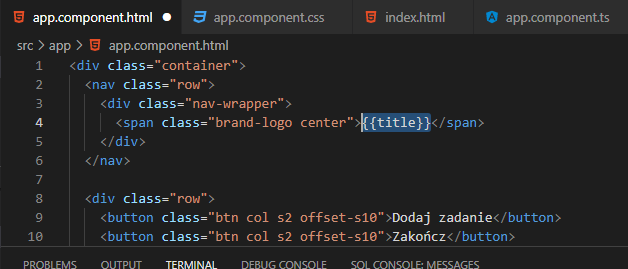 app.component.html app.component.css index.html app.component.ts
src > app > app.component.html
1 <div class="container">
2 <nav class="row">
3 <div class="nav-wrapper">
4 <span class="brand-logo center">{{title}}</span>
5 </div>
6 </nav>
7
8 <div class="row">
9 <button class="btn col s2 offset-s10">Dodaj zadanie</button>
10 <button class="btn col s2 offset-s10">Zakończ</button>
PROBLEMS OUTPUT TERMINAL DEBUG CONSOLE SQL CONSOLE: MESSAGES